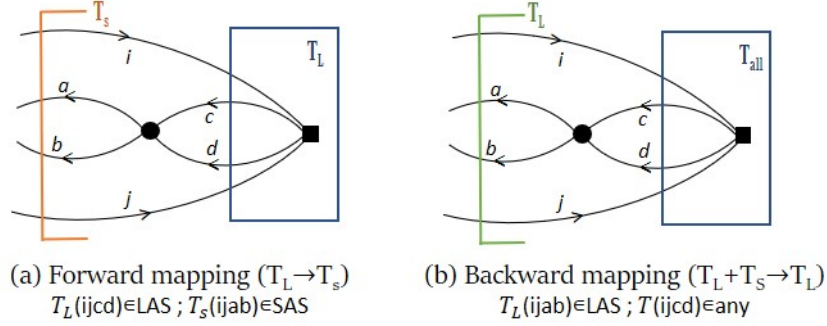 T_s
i
T_L
a
c
b
d
j
(a) Forward mapping (T_L→T_s)
T_L(ijcd)∈LAS ; T_s(ijab)∈SAS
T_L
i
T_all
a
c
b
d
j
(b) Backward mapping (T_L+T_S→T_L)
T_L(ijab)∈LAS ; T(ijcd)∈any